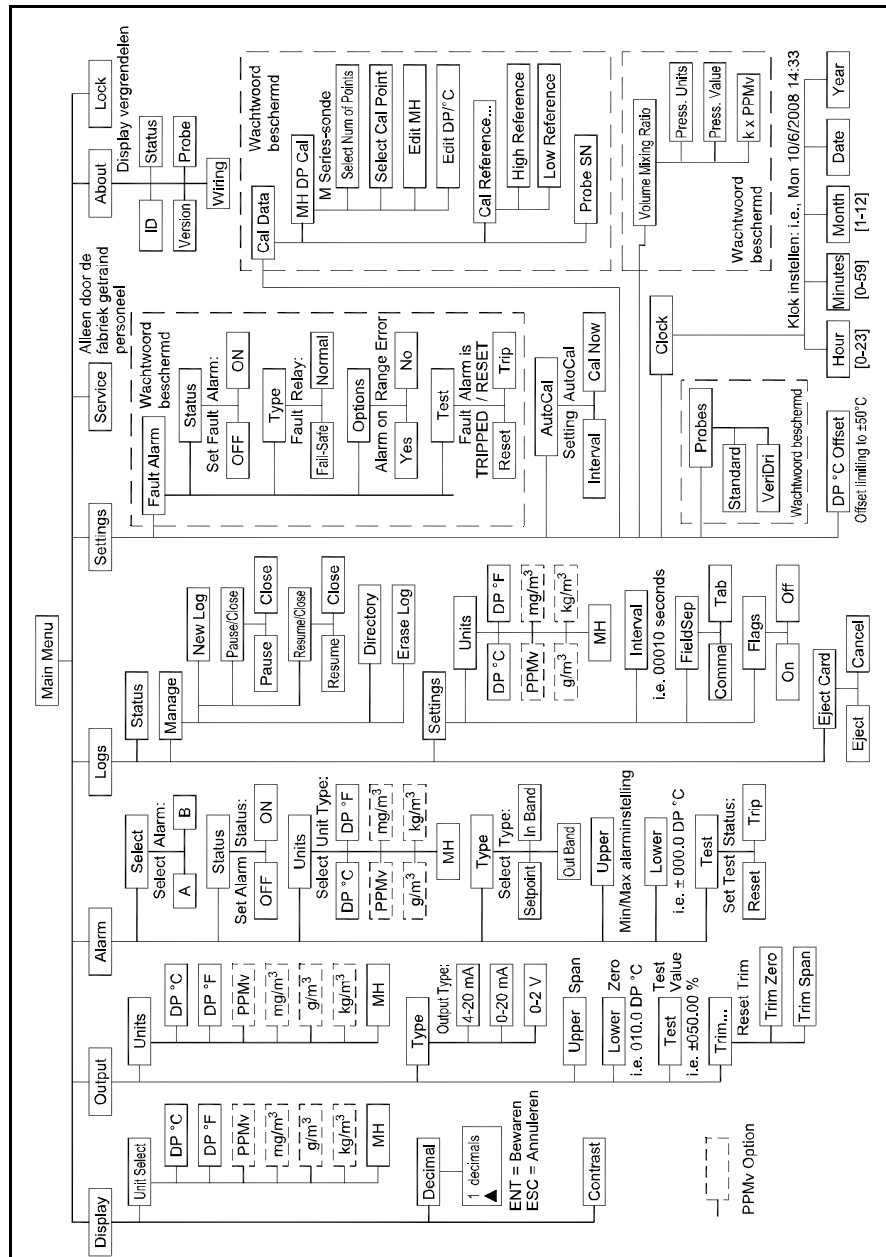 Main Menu
Display
Unit Select
DP °C
DP °F
PPMv
mg/m³
g/m³
kg/m³
MH
Decimal
1 decimals
▲
ENT = Bewaren
ESC = Annuleren
Contrast
PPMv Option
Output
Units
DP °C
DP °F
PPMv
mg/m³
g/m³
kg/m³
MH
Type
Output Type:
4-20 mA
0-20 mA
0-2 V
Upper Span
Lower Zero
i.e. 010.0 DP °C
Test Test Value
i.e. ±050.00 %
Trim...
Reset Trim
Trim Zero
Trim Span
Alarm
Select
Select Alarm:
A B
Status
Set Alarm Status:
OFF ON
Units
Select Unit Type:
DP °C DP °F
PPMv mg/m³
g/m³ kg/m³
MH
Type
Select Type:
Setpoint In Band
Out Band
Upper
Min/Max alarminstelling
Lower
i.e. ± 000.0 DP °C
Test
Set Test Status:
Reset Trip
Logs
Status
Manage
New Log
Pause/Close
Pause Close
Resume/Close
Resume Close
Directory
Erase Log
Settings
Units
DP °C DP °F
PPMv mg/m³
g/m³ kg/m³
MH
Interval
i.e. 00010 seconds
FieldSep
Comma Tab
Flags
On Off
Eject Card
Eject Cancel
Settings
Fault Alarm
Wachtwoord
beschermd
Status
Set Fault Alarm:
OFF ON
Type
Fault Relay:
Fail-Safe Normal
Options
Alarm on Range Error
Yes No
Test
Fault Alarm is
TRIPPED / RESET
Reset Trip
AutoCal
Setting AutoCal
Interval Cal Now
Cal Data
Wachtwoord
beschermd
MH DP Cal
M Series-sonde
Select Num of Points
Select Cal Point
Edit MH
Edit DP/°C
Cal Reference...
High Reference
Low Reference
Probe SN
Volume Mixing Ratio
Press. Units
Press. Value
k x PPMv
Wachtwoord
beschermd
Clock
Klok instellen: i.e., Mon 10/6/2008 14:33
Hour Minutes Month Date Year
[0-23] [0-59] [1-12]
Probes
Standard
VeriDri
Wachtwoord beschermd
DP °C Offset
Offset limiting to ±50°C
Service
Alleen door de
fabriek getraind
personeel
About
ID Status
Version Probe
Wiring
Lock
Display vergrendelen